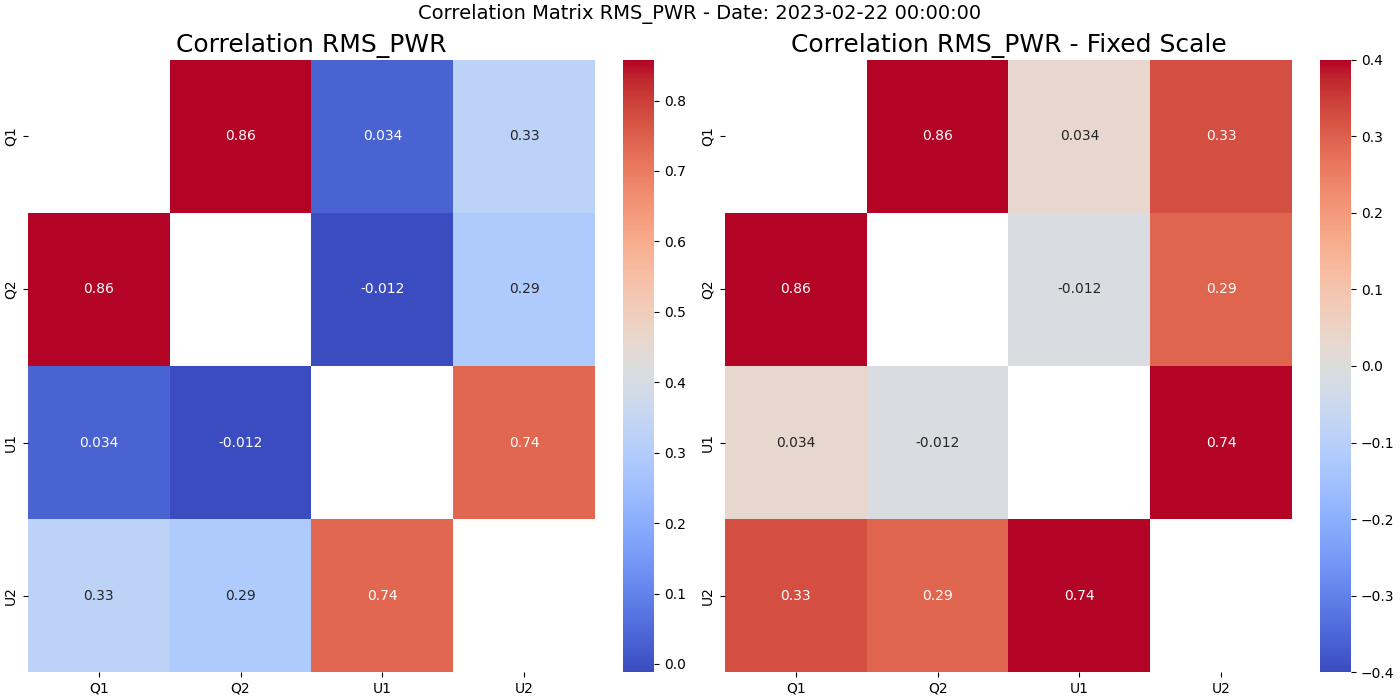 Correlation Matrix RMS_PWR - Date: 2023-02-22 00:00:00
Correlation RMS_PWR
Q1
0.86
0.034
0.33
Q2
0.86
-0.012
0.29
U1
0.034
-0.012
0.74
U2
0.33
0.29
0.74
Q1
Q2
U1
U2
0.8
0.7
0.6
0.5
0.4
0.3
0.2
0.1
0.0
Correlation RMS_PWR - Fixed Scale
Q1
0.86
0.034
0.33
Q2
0.86
-0.012
0.29
U1
0.034
-0.012
0.74
U2
0.33
0.29
0.74
Q1
Q2
U1
U2
0.4
0.3
0.2
0.1
0.0
−0.1
−0.2
−0.3
−0.4